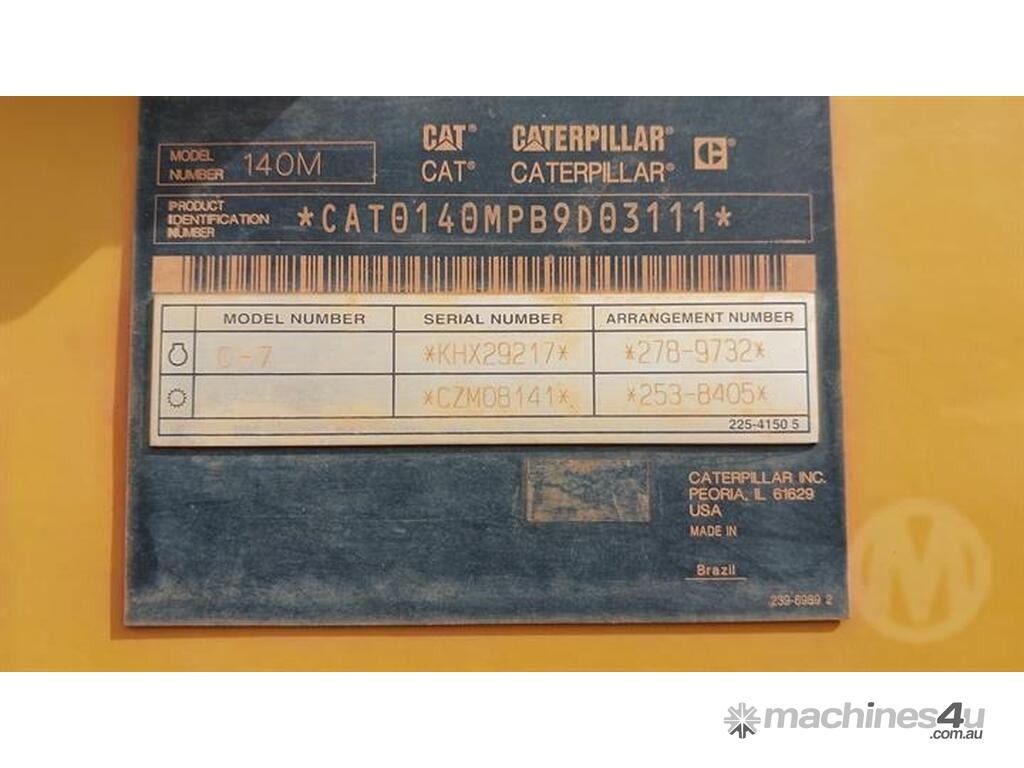 CAT® CATERPILLAR®
CAT® CATERPILLAR®
MODEL
NUMBER 140M
PRODUCT
IDENTIFICATION
NUMBER
*CAT0140MPB9D03111*
MODEL NUMBER SERIAL NUMBER ARRANGEMENT NUMBER
C-7 *KHX29217* *278-9732*
*CZM08141* *253-8405*
225-4150 5
CATERPILLAR INC.
PEORIA, IL 61629
USA
MADE IN
Brazil
239-6989 2
M
machines4u
.com.au